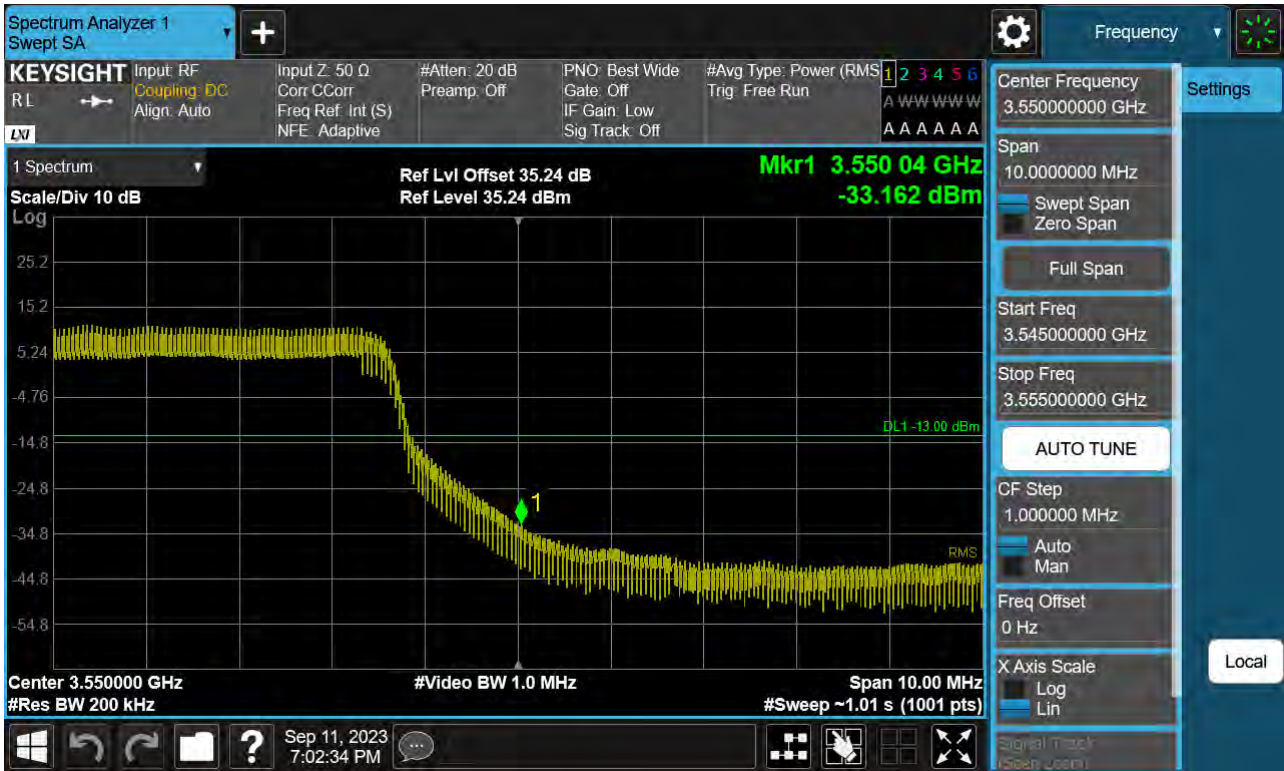 Spectrum Analyzer 1
Swept SA
Frequency
KEYSIGHT
R L
LXI
Input: RF
Coupling: DC
Align: Auto
Input Z: 50 Ω
Corr CCorr
Freq Ref: Int (S)
NFE: Adaptive
#Atten: 20 dB
Preamp: Off
PNO: Best Wide
Gate: Off
IF Gain: Low
Sig Track: Off
#Avg Type: Power (RMS
Trig: Free Run
1 2 3 4 5 6
A W W W W W
A A A A A A
1 Spectrum
Scale/Div 10 dB
Log
Ref Lvl Offset 35.24 dB
Ref Level 35.24 dBm
Mkr1 3.550 04 GHz
-33.162 dBm
25.2
15.2
5.24
-4.76
-14.8
-24.8
-34.8
-44.8
-54.8
DL1 -13.00 dBm
1
RMS
Center 3.550000 GHz
#Res BW 200 kHz
#Video BW 1.0 MHz
Span 10.00 MHz
#Sweep ~1.01 s (1001 pts)
Center Frequency
3.550000000 GHz
Settings
Span
10.0000000 MHz
Swept Span
Zero Span
Full Span
Start Freq
3.545000000 GHz
Stop Freq
3.555000000 GHz
AUTO TUNE
CF Step
1.000000 MHz
Auto
Man
Freq Offset
0 Hz
X Axis Scale
Log
Lin
Local
Signal Track
(Span Zoom)
?
Sep 11, 2023
7:02:34 PM